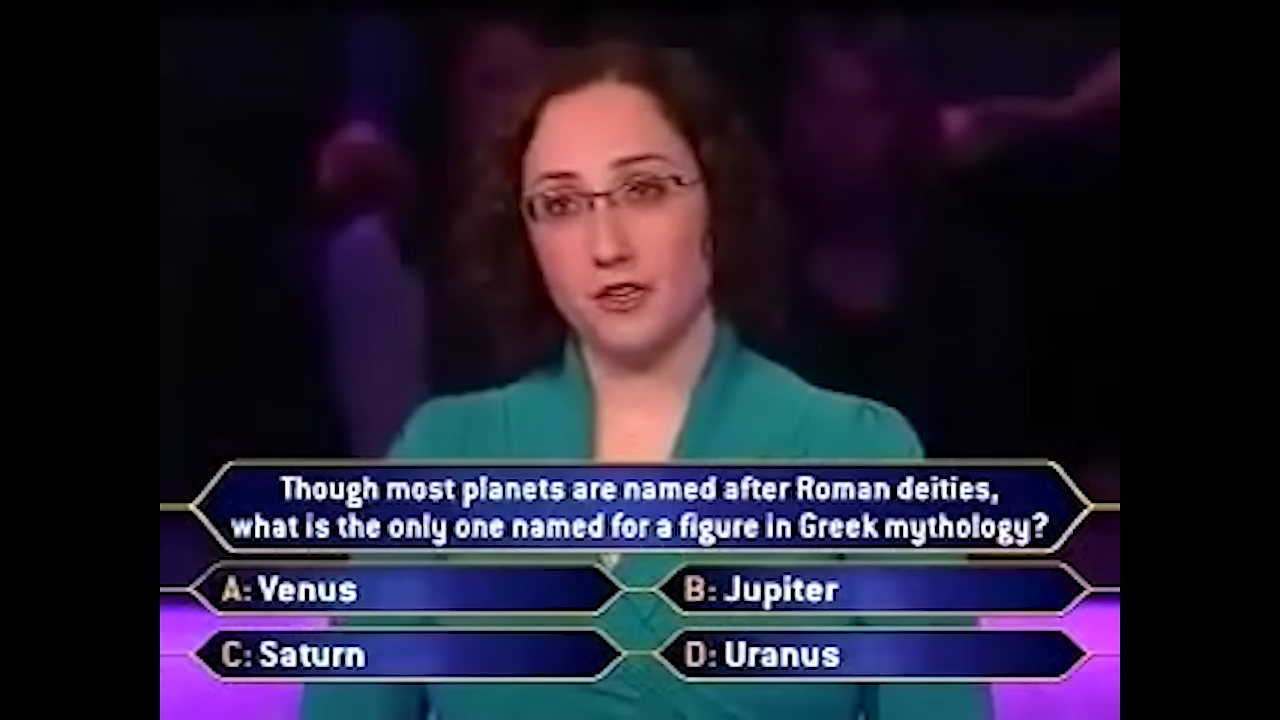 Though most planets are named after Roman deities,
what is the only one named for a figure in Greek mythology?
A: Venus
B: Jupiter
C: Saturn
D: Uranus